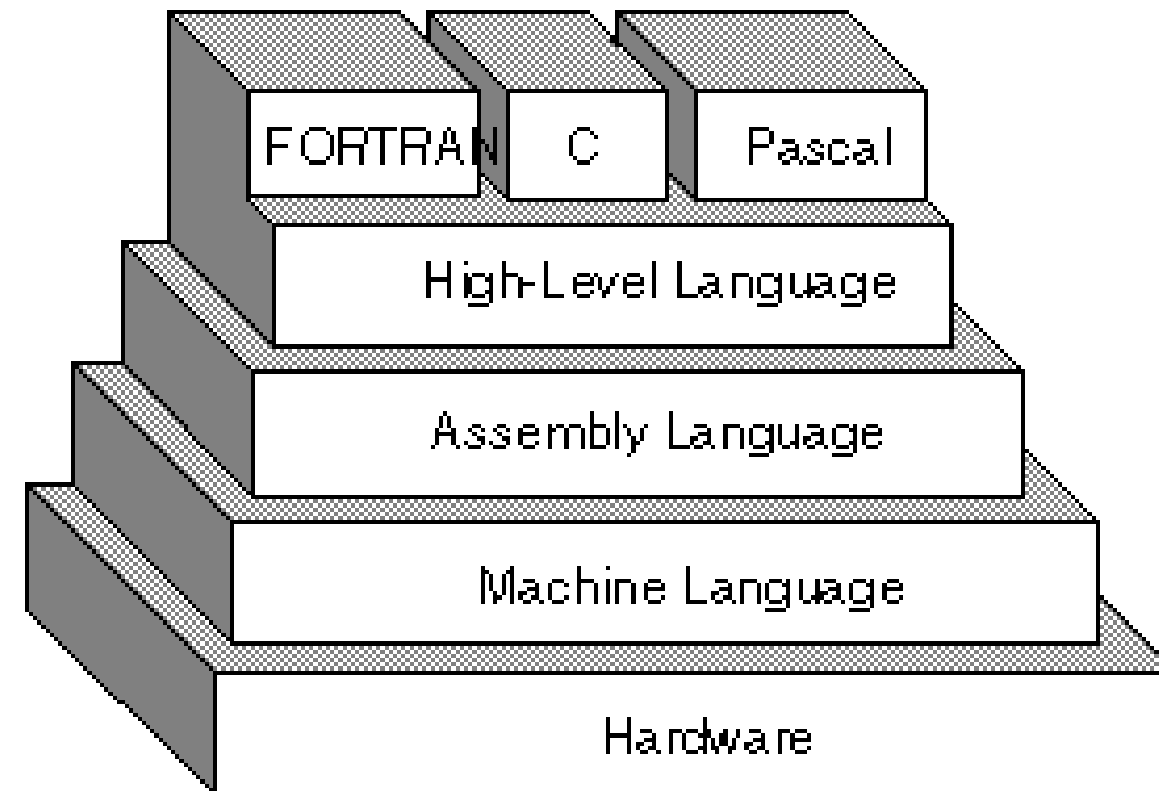 FORTRAN C Pascal
High-Level Language
Assembly Language
Machine Language
Hardware